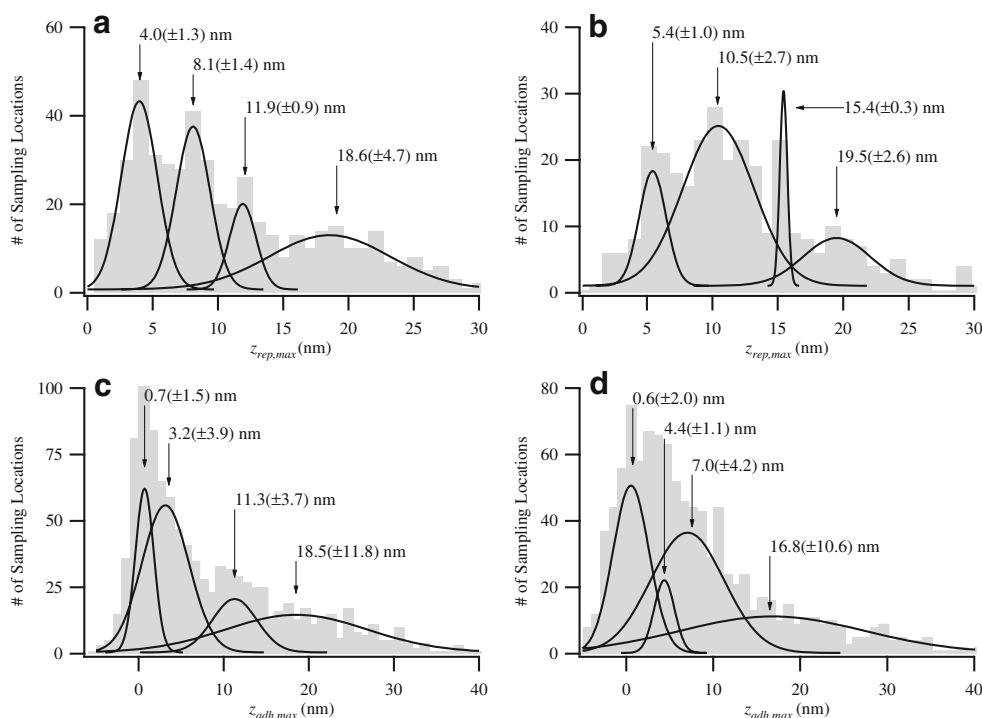 a
60
40
20
0
# of Sampling Locations
4.0(±1.3) nm
8.1(±1.4) nm
11.9(±0.9) nm
18.6(±4.7) nm
0 5 10 15 20 25 30
z_rep,max (nm)
b
40
30
20
10
0
# of Sampling Locations
5.4(±1.0) nm
10.5(±2.7) nm
15.4(±0.3) nm
19.5(±2.6) nm
0 5 10 15 20 25 30
z_rep,max (nm)
c
100
75
50
25
0
# of Sampling Locations
0.7(±1.5) nm
3.2(±3.9) nm
11.3(±3.7) nm
18.5(±11.8) nm
0 10 20 30 40
z_adh,max (nm)
d
80
60
40
20
0
# of Sampling Locations
0.6(±2.0) nm
4.4(±1.1) nm
7.0(±4.2) nm
16.8(±10.6) nm
0 10 20 30 40
z_adh,max (nm)